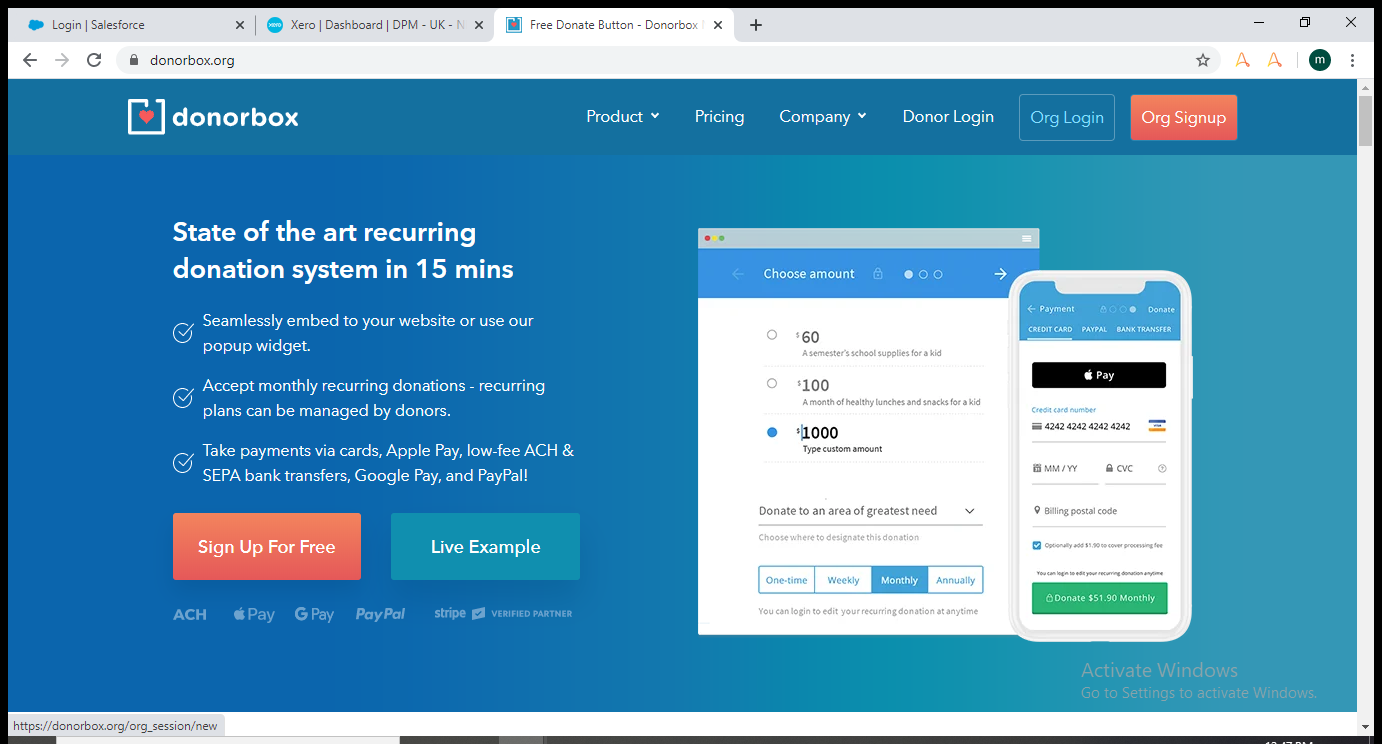 Login | Salesforce
Xero | Dashboard | DPM - UK - N
Free Donate Button - Donorbox
donorbox.org
m
donorbox
Product
Pricing
Company
Donor Login
Org Login
Org Signup
State of the art recurring
donation system in 15 mins
Seamlessly embed to your website or use our
popup widget.
Accept monthly recurring donations - recurring
plans can be managed by donors.
Take payments via cards, Apple Pay, low-fee ACH &
SEPA bank transfers, Google Pay, and PayPal!
Sign Up For Free
Live Example
ACH
Pay
G Pay
PayPal
stripe
VERIFIED PARTNER
Choose amount
$60
A semester's school supplies for a kid
$100
A month of healthy lunches and snacks for a kid
$1000
Type custom amount
Donate to an area of greatest need
Choose where to designate this donation
One-time
Weekly
Monthly
Annually
You can login to edit your recurring donation at anytime
Payment
Donate
CREDIT CARD
PAYPAL
BANK TRANSFER
Pay
Credit card number
4242 4242 4242 4242
VISA
MM / YY
CVC
Billing postal code
Optionally add $1.90 to cover processing fee
You can login to edit your recurring donation anytime
Donate $51.90 Monthly
Activate Windows
Go to Settings to activate Windows.
https://donorbox.org/org_session/new